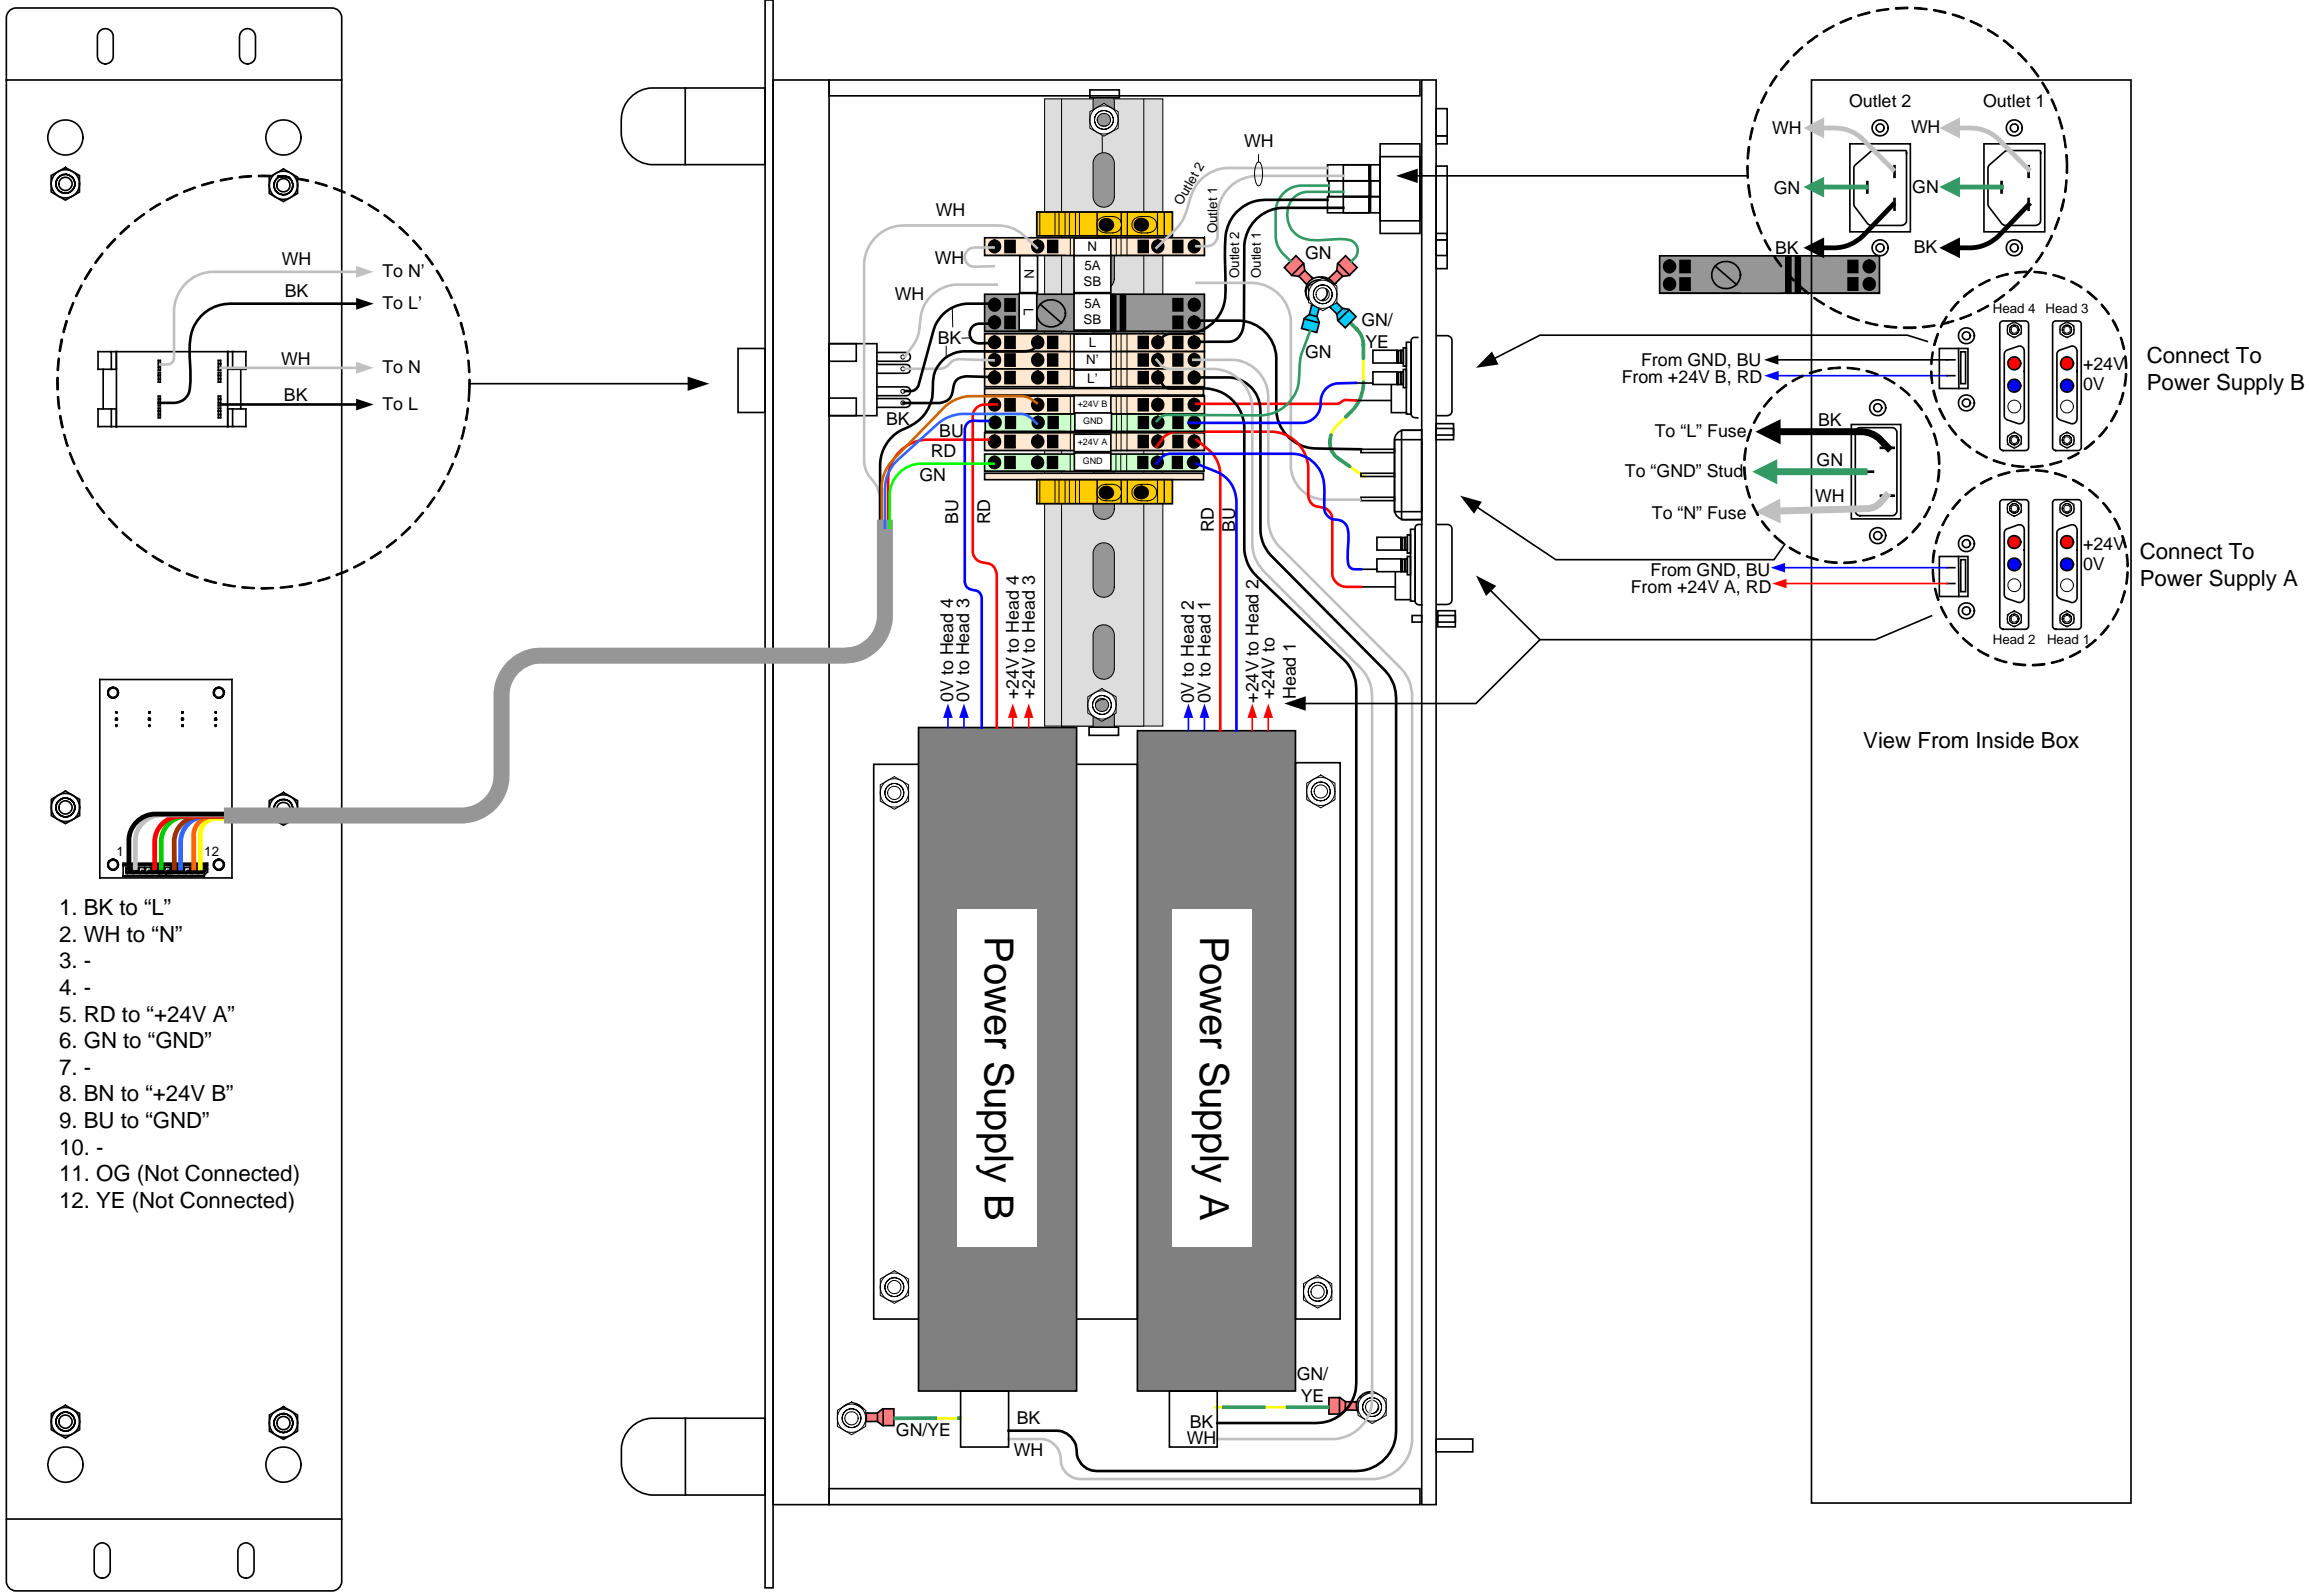 WH
To N'
BK
To L'
WH
To N
BK
To L
1
12
1. BK to “L”
2. WH to “N”
3. -
4. -
5. RD to “+24V A”
6. GN to “GND”
7. -
8. BN to “+24V B”
9. BU to “GND”
10. -
11. OG (Not Connected)
12. YE (Not Connected)
WH
WH
WH
BK
BK
BU
RD
GN
BU
RD
N
5A
SB
N
5A
SB
L
L
N'
L'
+24V B
GND
+24V A
GND
Outlet 2
Outlet 1
WH
Outlet 2
Outlet 1
GN
GN/
YE
GN
RD
BU
0V to Head 4
0V to Head 3
+24V to Head 4
+24V to Head 3
0V to Head 2
0V to Head 1
+24V to Head 2
+24V to
Head 1
Power Supply B
Power Supply A
GN/YE
BK
WH
GN/
YE
BK
WH
Outlet 2
Outlet 1
WH
WH
GN
GN
BK
BK
Head 4
Head 3
From GND, BU
From +24V B, RD
+24V
0V
Connect To
Power Supply B
To “L” Fuse
BK
To “GND” Stud
GN
To “N” Fuse
WH
From GND, BU
From +24V A, RD
+24V
0V
Head 2
Head 1
Connect To
Power Supply A
View From Inside Box